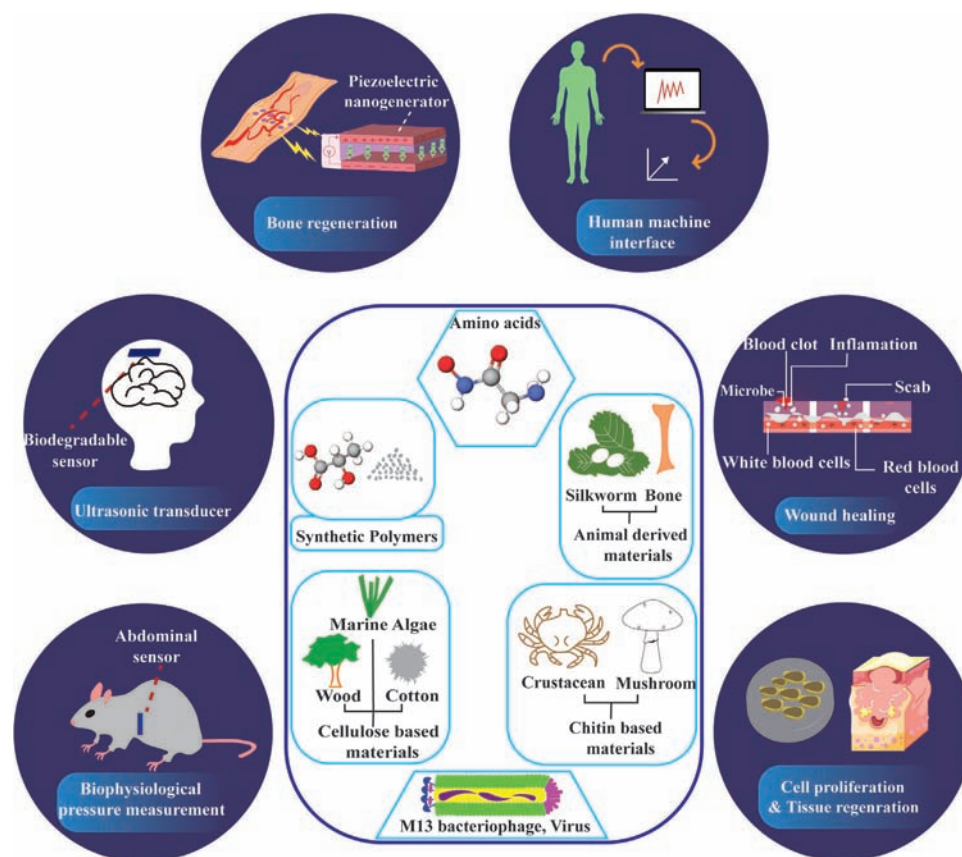 Piezoelectric
nanogenerator
Bone regeneration
Human machine
interface
Biodegradable
sensor
Ultrasonic transducer
Amino acids
Synthetic Polymers
Silkworm Bone
Animal derived
materials
Marine Algae
Wood Cotton
Cellulose based
materials
Crustacean Mushroom
Chitin based
materials
M13 bacteriophage, Virus
Blood clot Inflamation
Microbe Scab
White blood cells Red blood
cells
Wound healing
Abdominal
sensor
Biophysiological
pressure measurement
Cell proliferation
& Tissue regenration